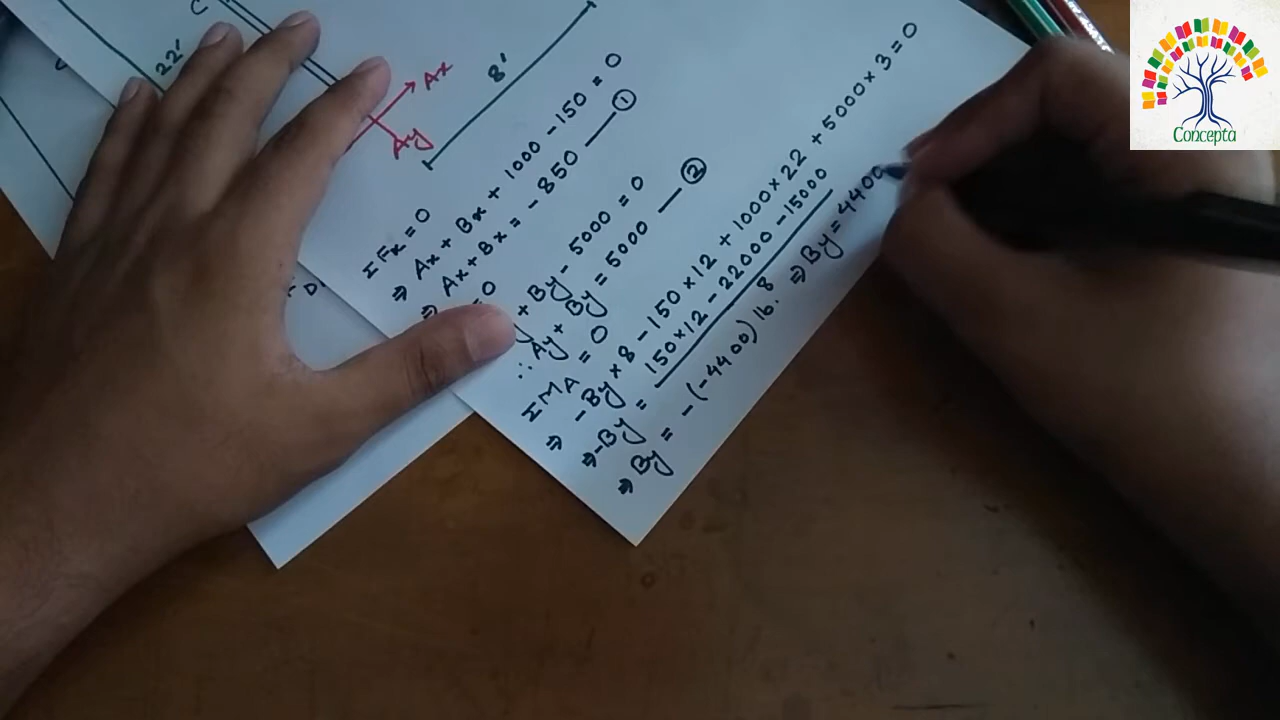 C
22'
Ax
Ay
8'
ΣFx = 0
⇒ Ax + Bx + 1000 - 150 = 0
⇒ Ax + Bx = - 850 — ①
= 0
+ By - 5000 = 0
∴ Ay + By = 5000 — ②
ΣMA = 0
⇒ - By × 8 - 150 × 12 + 1000 × 22 + 5000 × 3 = 0
⇒ - By = 150 × 12 - 22000 - 15000
8
⇒ By = - (- 4400) lb. ⇒ By = 4400
Concepta